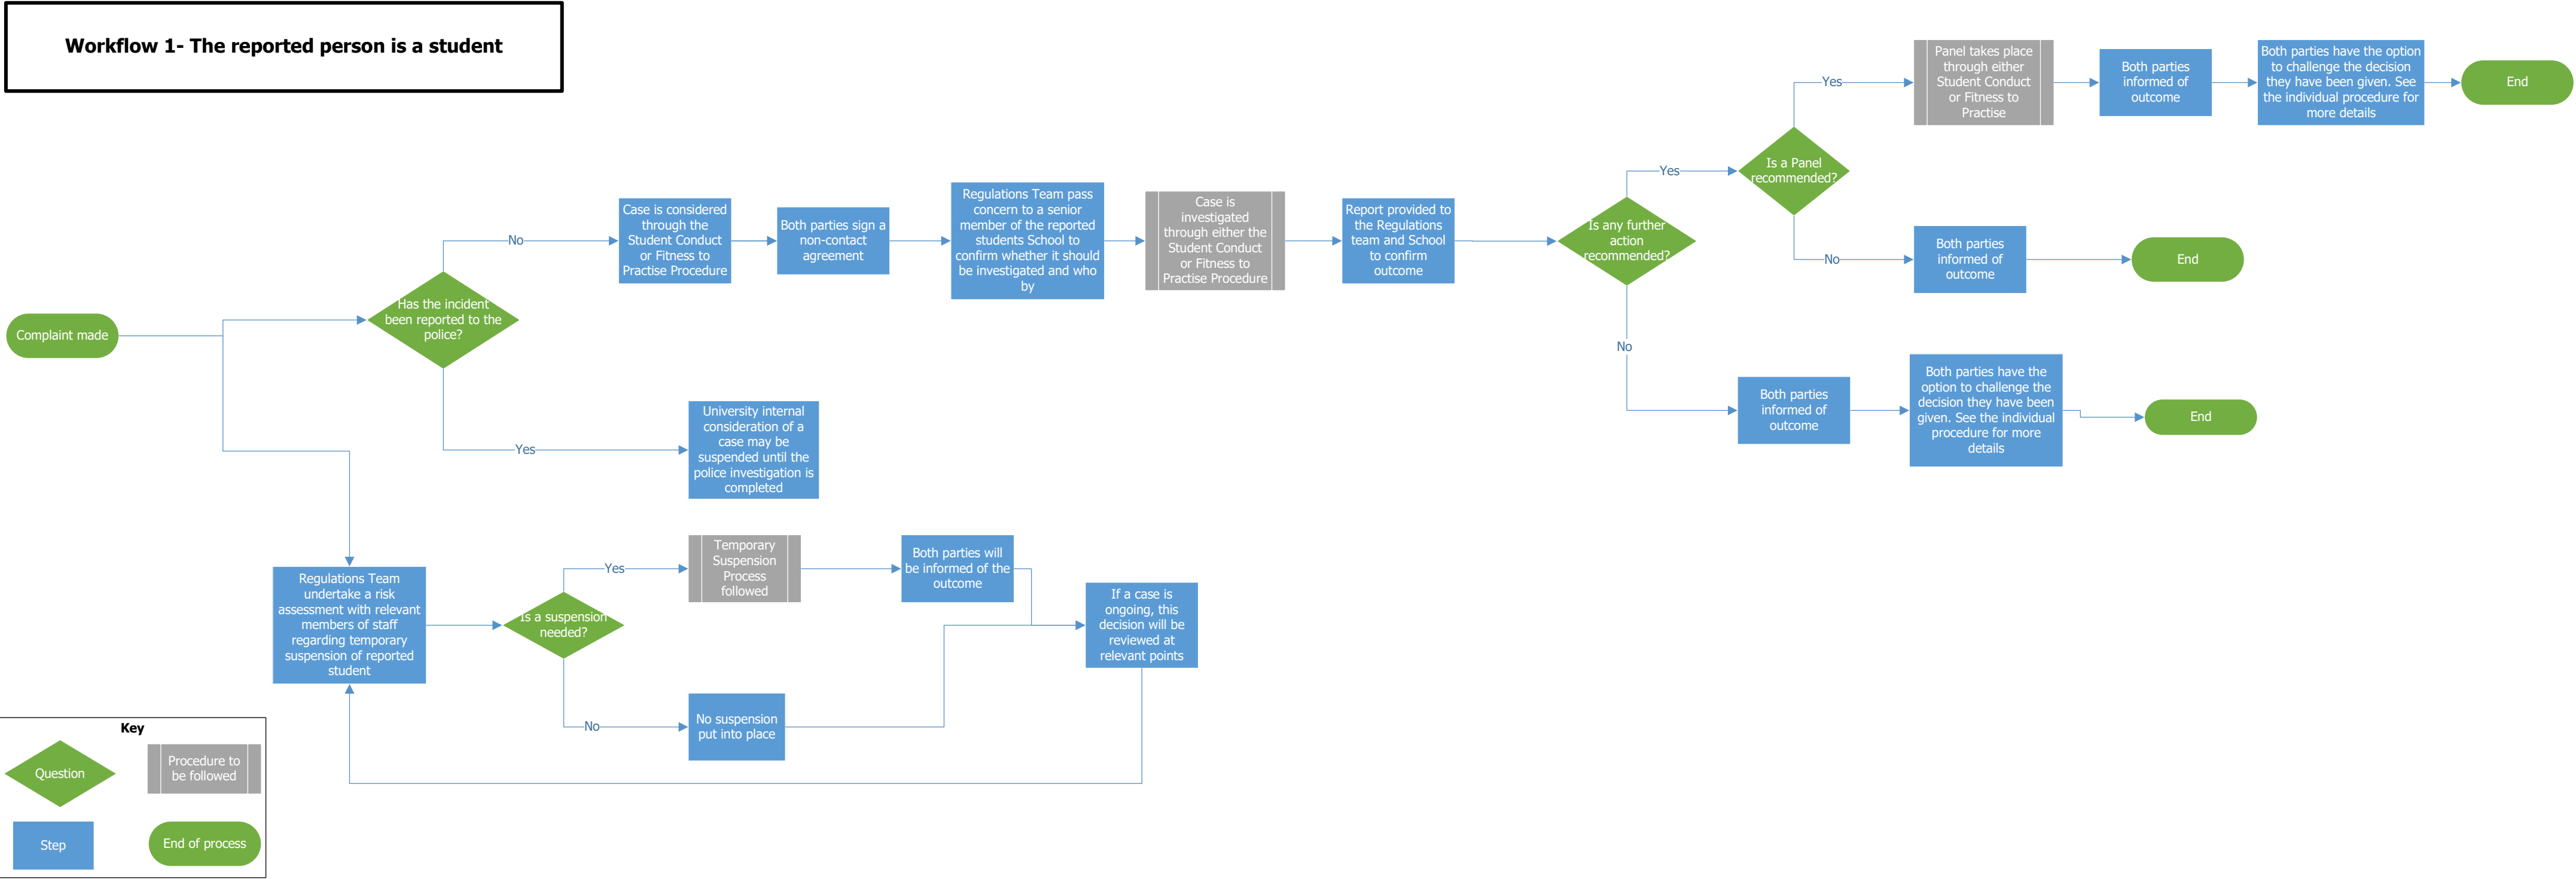 Workflow 1- The reported person is a student
Complaint made
Has the incident
been reported to the
police?
No
Case is considered
through the
Student Conduct
or Fitness to
Practise Procedure
Both parties sign a
non-contact
agreement
Regulations Team pass
concern to a senior
member of the reported
students School to
confirm whether it should
be investigated and who
by
Case is
investigated
through either the
Student Conduct
or Fitness to
Practise Procedure
Report provided to
the Regulations
team and School
to confirm
outcome
Is any further
action
recommended?
Yes
Is a Panel
recommended?
Yes
Panel takes place
through either
Student Conduct
or Fitness to
Practise
Both parties
informed of
outcome
Both parties have the option
to challenge the decision
they have been given. See
the individual procedure for
more details
End
No
Both parties
informed of
outcome
End
No
Both parties
informed of
outcome
Both parties have the
option to challenge the
decision they have been
given. See the individual
procedure for more
details
End
Yes
University internal
consideration of a
case may be
suspended until the
police investigation is
completed
Regulations Team
undertake a risk
assessment with relevant
members of staff
regarding temporary
suspension of reported
student
Is a suspension
needed?
Yes
Temporary
Suspension
Process
followed
Both parties will
be informed of the
outcome
If a case is
ongoing, this
decision will be
reviewed at
relevant points
No
No suspension
put into place
Key
Question
Procedure to
be followed
Step
End of process